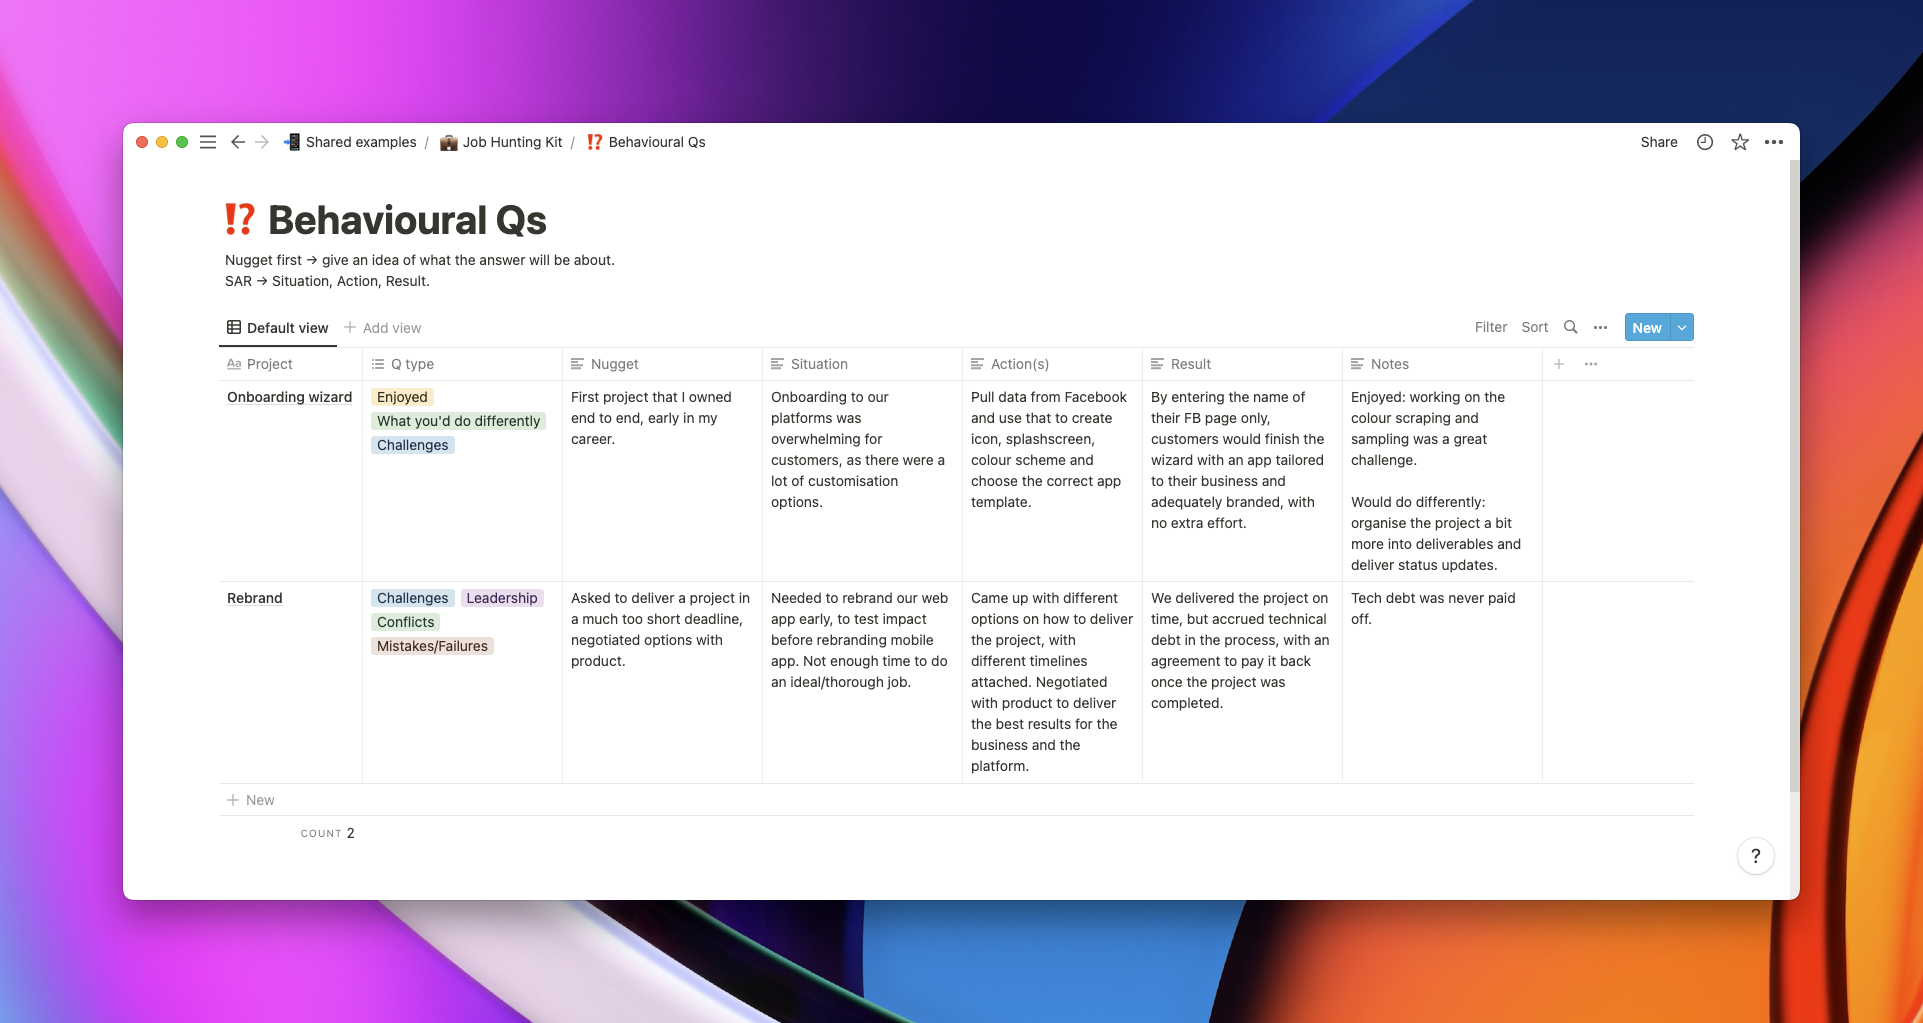 Shared examples / Job Hunting Kit / ⁉️ Behavioural Qs
Share
⁉️ Behavioural Qs
Nugget first → give an idea of what the answer will be about.
SAR → Situation, Action, Result.
Default view
Add view
Filter Sort
New
Aa Project
Q type
Nugget
Situation
Action(s)
Result
Notes
Onboarding wizard
Enjoyed
What you'd do differently
Challenges
First project that I owned
end to end, early in my
career.
Onboarding to our
platforms was
overwhelming for
customers, as there were a
lot of customisation
options.
Pull data from Facebook
and use that to create
icon, splashscreen,
colour scheme and
choose the correct app
template.
By entering the name of
their FB page only,
customers would finish the
wizard with an app tailored
to their business and
adequately branded, with
no extra effort.
Enjoyed: working on the
colour scraping and
sampling was a great
challenge.
Would do differently:
organise the project a bit
more into deliverables and
deliver status updates.
Rebrand
Challenges Leadership
Conflicts
Mistakes/Failures
Asked to deliver a project in
a much too short deadline,
negotiated options with
product.
Needed to rebrand our web
app early, to test impact
before rebranding mobile
app. Not enough time to do
an ideal/thorough job.
Came up with different
options on how to deliver
the project, with
different timelines
attached. Negotiated
with product to deliver
the best results for the
business and the
platform.
We delivered the project on
time, but accrued technical
debt in the process, with an
agreement to pay it back
once the project was
completed.
Tech debt was never paid
off.
New
COUNT 2
?